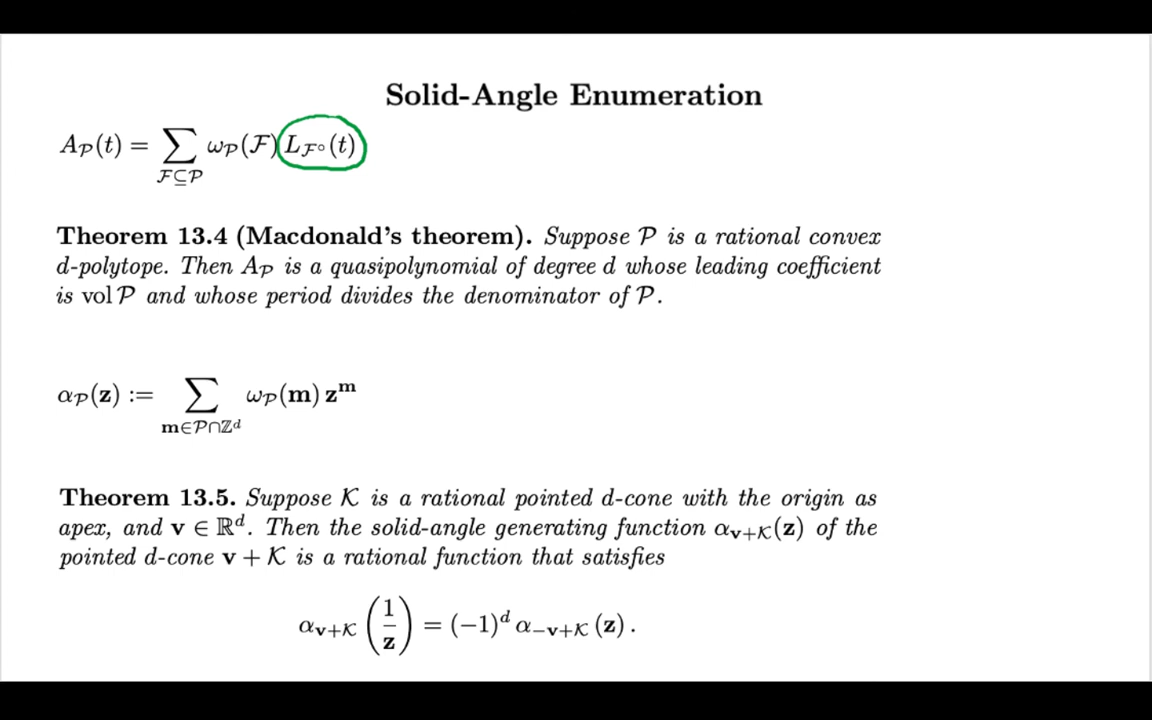 Solid-Angle Enumeration
A_𝒫(t) = ∑_{ℱ⊆𝒫} ω_𝒫(ℱ) L_{ℱ°}(t)
Theorem 13.4 (Macdonald's theorem). Suppose 𝒫 is a rational convex
d-polytope. Then A_𝒫 is a quasipolynomial of degree d whose leading coefficient
is vol 𝒫 and whose period divides the denominator of 𝒫.
α_𝒫(𝐳) := ∑_{𝐦∈𝒫∩ℤ^d} ω_𝒫(𝐦) 𝐳^𝐦
Theorem 13.5. Suppose 𝒦 is a rational pointed d-cone with the origin as
apex, and 𝐯 ∈ ℝ^d. Then the solid-angle generating function α_{𝐯+𝒦}(𝐳) of the
pointed d-cone 𝐯 + 𝒦 is a rational function that satisfies
α_{𝐯+𝒦}(1/𝐳) = (−1)^d α_{−𝐯+𝒦}(𝐳).